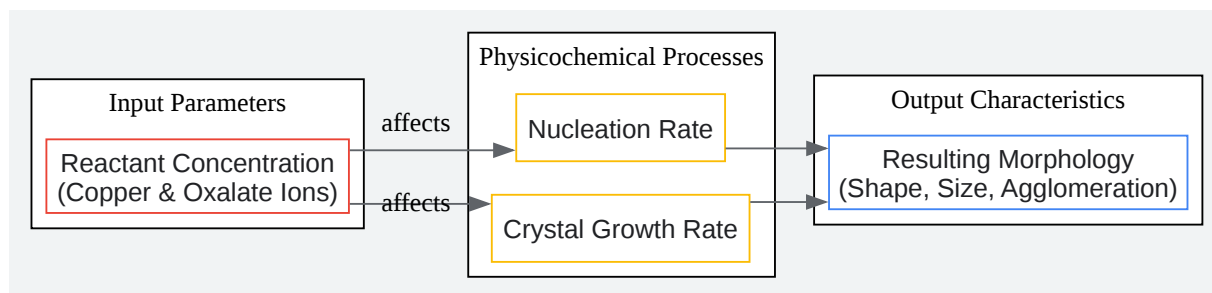 Input Parameters
Reactant Concentration
(Copper & Oxalate Ions)
affects
affects
Physicochemical Processes
Nucleation Rate
Crystal Growth Rate
Output Characteristics
Resulting Morphology
(Shape, Size, Agglomeration)